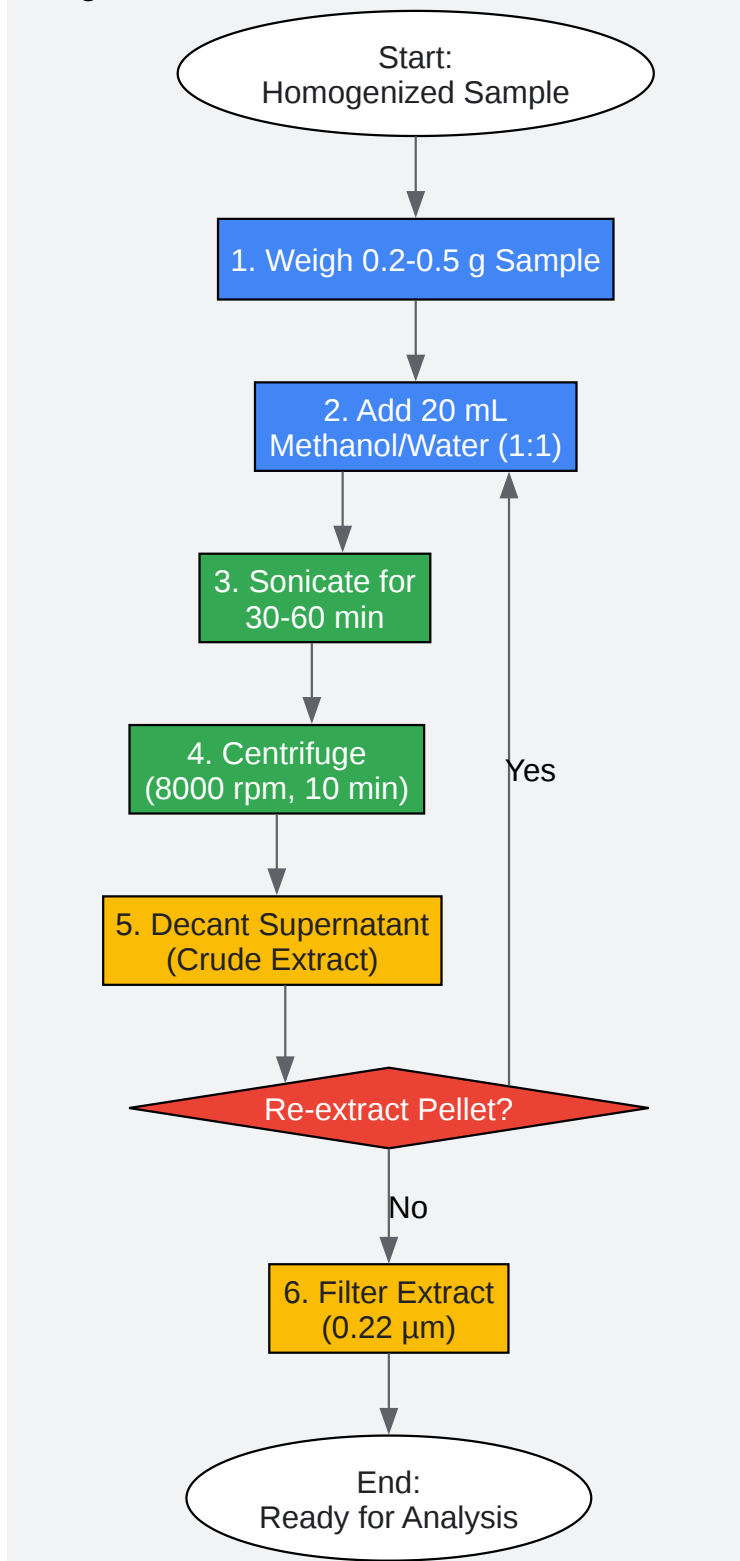 Start:
Homogenized Sample
1. Weigh 0.2-0.5 g Sample
2. Add 20 mL
Methanol/Water (1:1)
3. Sonicate for
30-60 min
4. Centrifuge
(8000 rpm, 10 min)
Yes
5. Decant Supernatant
(Crude Extract)
Re-extract Pellet?
No
6. Filter Extract
(0.22 µm)
End:
Ready for Analysis